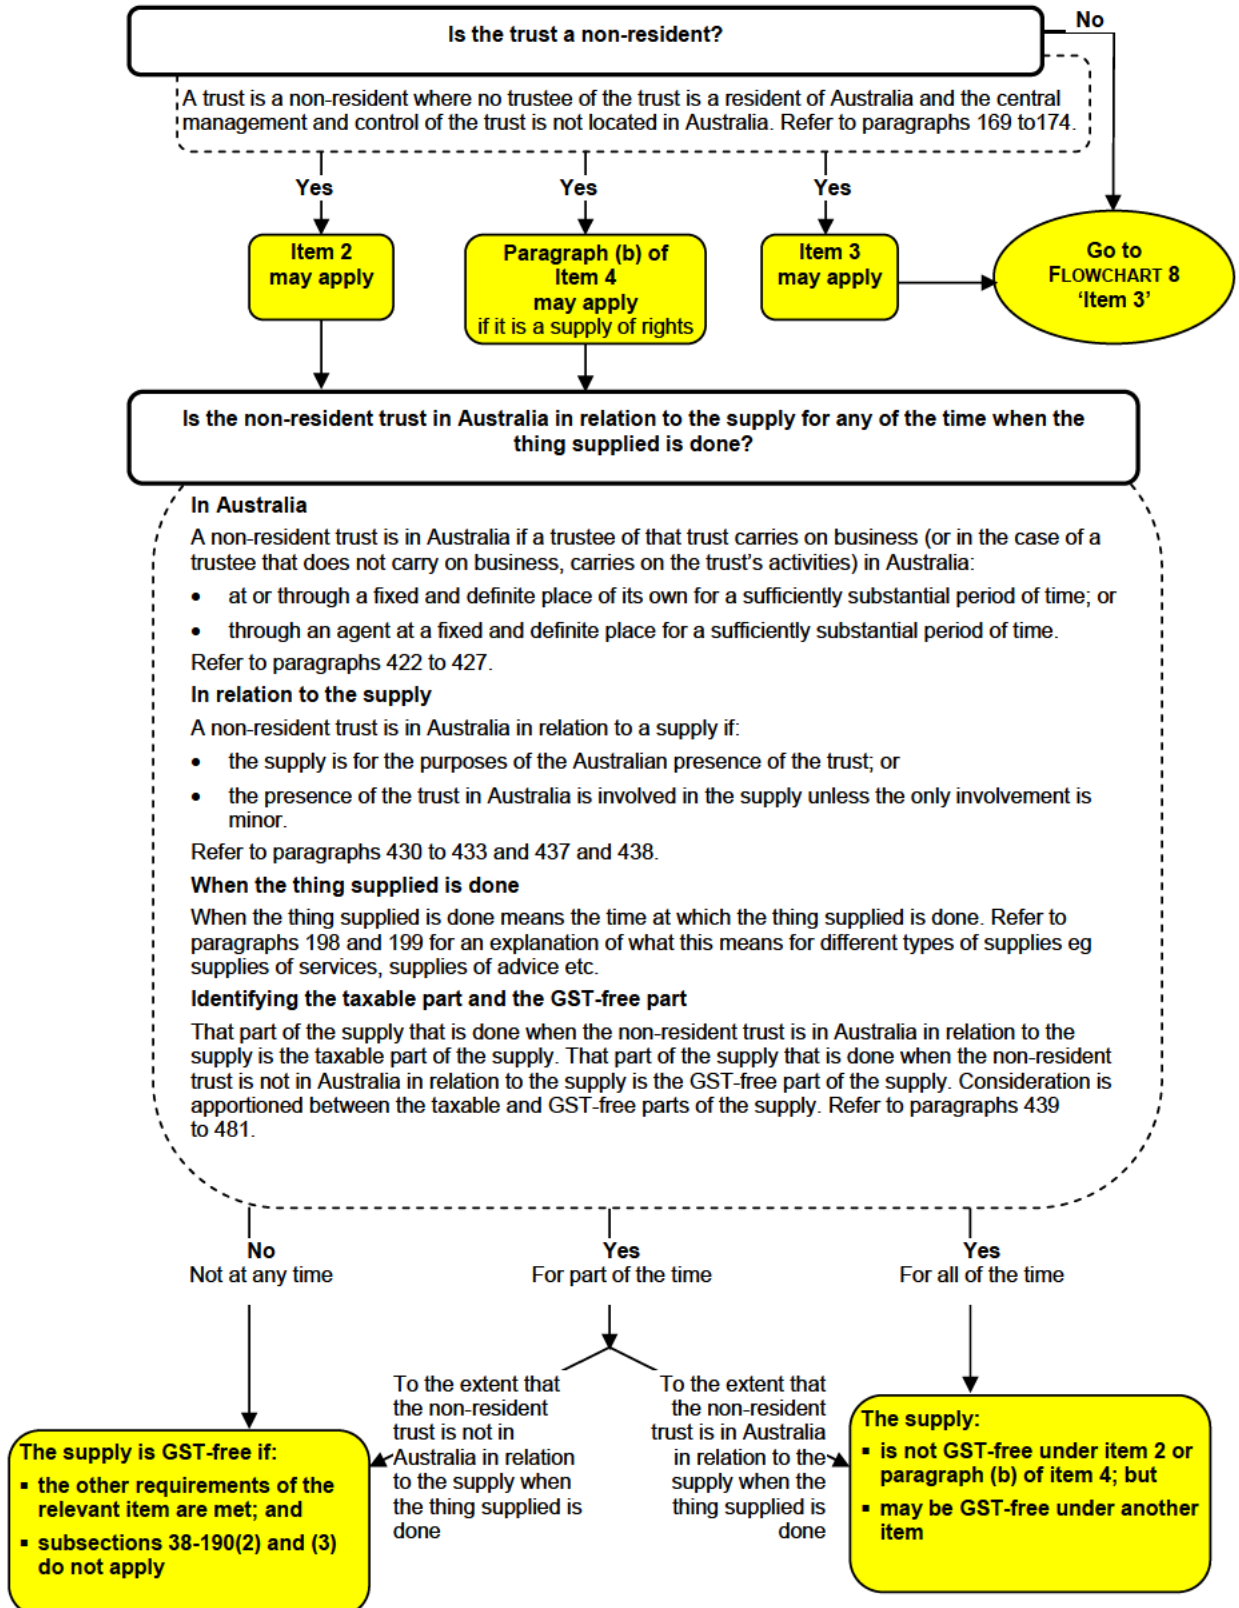 Is the trust a non-resident?
No
A trust is a non-resident where no trustee of the trust is a resident of Australia and the central
management and control of the trust is not located in Australia. Refer to paragraphs 169 to174.
Yes
Yes
Yes
Item 2
may apply
Paragraph (b) of
Item 4
may apply
if it is a supply of rights
Item 3
may apply
Go to
FLOWCHART 8
‘Item 3’
Is the non-resident trust in Australia in relation to the supply for any of the time when the
thing supplied is done?
In Australia
A non-resident trust is in Australia if a trustee of that trust carries on business (or in the case of a
trustee that does not carry on business, carries on the trust's activities) in Australia:
• at or through a fixed and definite place of its own for a sufficiently substantial period of time; or
• through an agent at a fixed and definite place for a sufficiently substantial period of time.
Refer to paragraphs 422 to 427.
In relation to the supply
A non-resident trust is in Australia in relation to a supply if:
• the supply is for the purposes of the Australian presence of the trust; or
• the presence of the trust in Australia is involved in the supply unless the only involvement is
minor.
Refer to paragraphs 430 to 433 and 437 and 438.
When the thing supplied is done
When the thing supplied is done means the time at which the thing supplied is done. Refer to
paragraphs 198 and 199 for an explanation of what this means for different types of supplies eg
supplies of services, supplies of advice etc.
Identifying the taxable part and the GST-free part
That part of the supply that is done when the non-resident trust is in Australia in relation to the
supply is the taxable part of the supply. That part of the supply that is done when the non-resident
trust is not in Australia in relation to the supply is the GST-free part of the supply. Consideration is
apportioned between the taxable and GST-free parts of the supply. Refer to paragraphs 439
to 481.
No
Not at any time
Yes
For part of the time
Yes
For all of the time
To the extent that
the non-resident
trust is not in
Australia in relation
to the supply when
the thing supplied is
done
To the extent that
the non-resident
trust is in Australia
in relation to the
supply when the
thing supplied is
done
The supply is GST-free if:
▪ the other requirements of the
relevant item are met; and
▪ subsections 38-190(2) and (3)
do not apply
The supply:
▪ is not GST-free under item 2 or
paragraph (b) of item 4; but
▪ may be GST-free under another
item